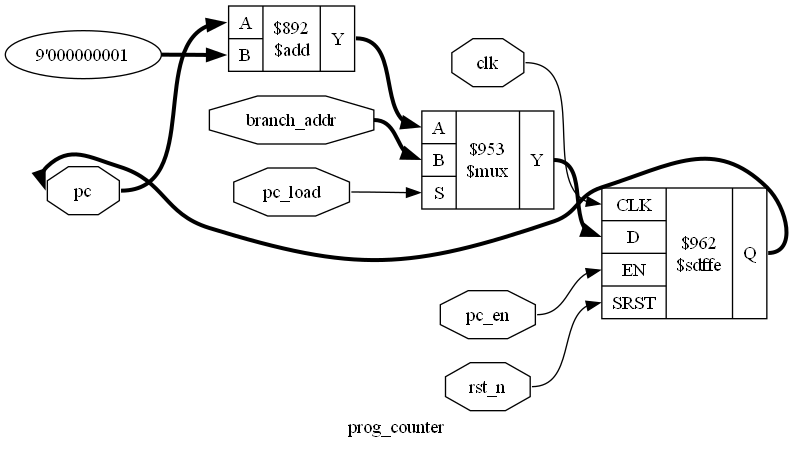 9'000000001
A
B
$892
$add
Y
clk
branch_addr
pc_load
A
B
S
$953
$mux
Y
pc
CLK
D
EN
SRST
$962
$sdffe
Q
pc_en
rst_n
prog_counter